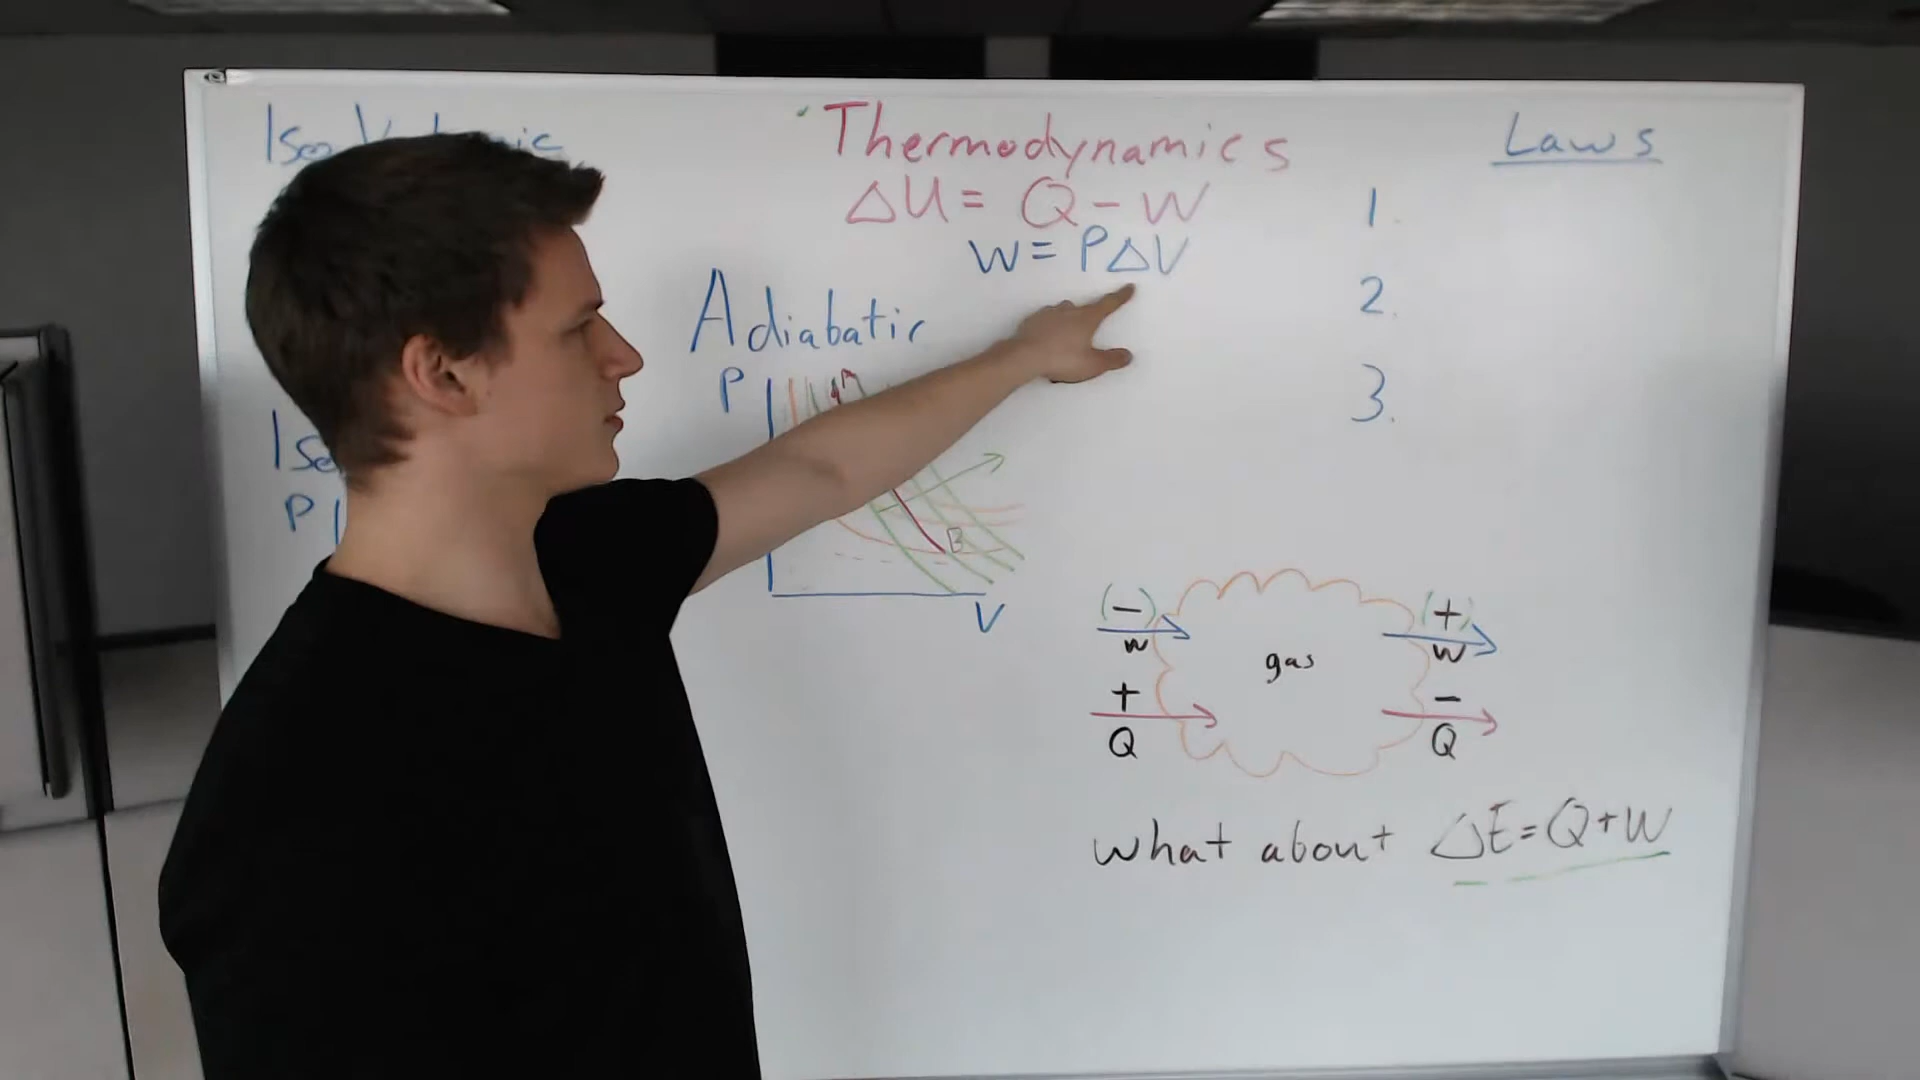 Thermodynamics
ΔU = Q - W
W = PΔV
Adiabatic
P
B
V
P
Laws
1.
2.
3.
(-)
W
+
Q
gas
(+)
W
-
Q
what about ΔE = Q + W